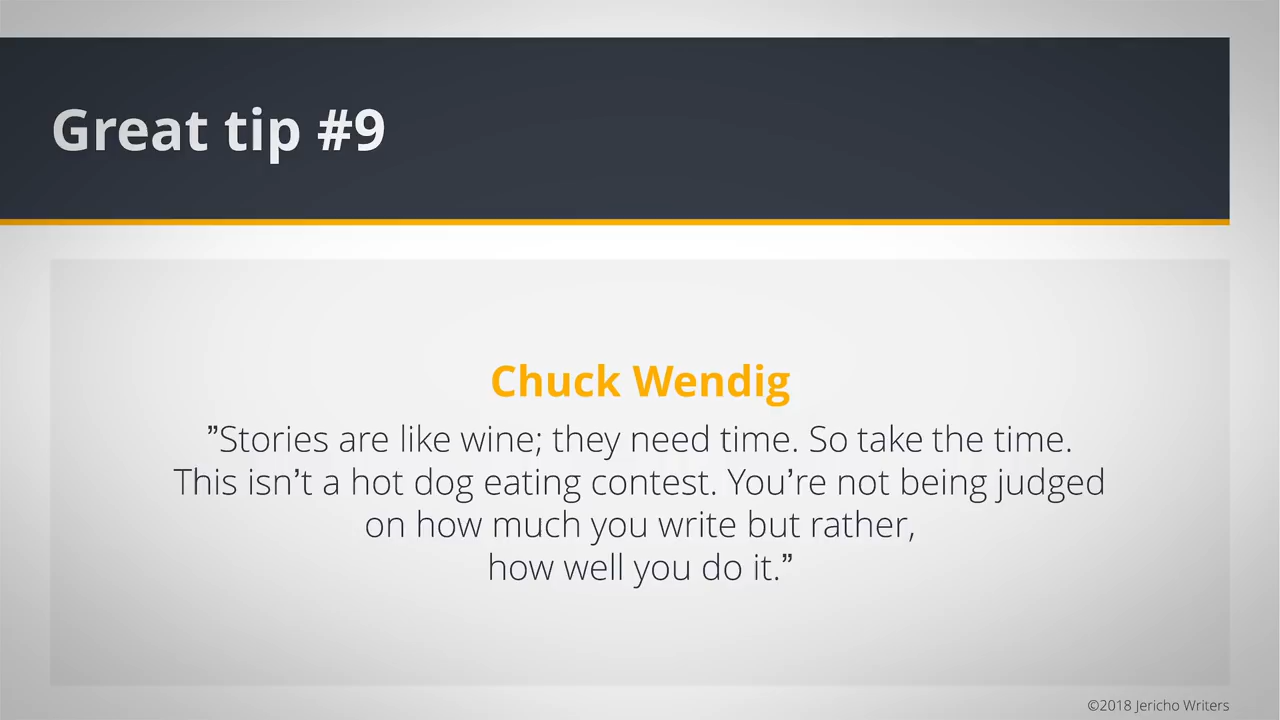 Great tip #9
Chuck Wendig
”Stories are like wine; they need time. So take the time.
This isn’t a hot dog eating contest. You’re not being judged
on how much you write but rather,
how well you do it.”
©2018 Jericho Writers